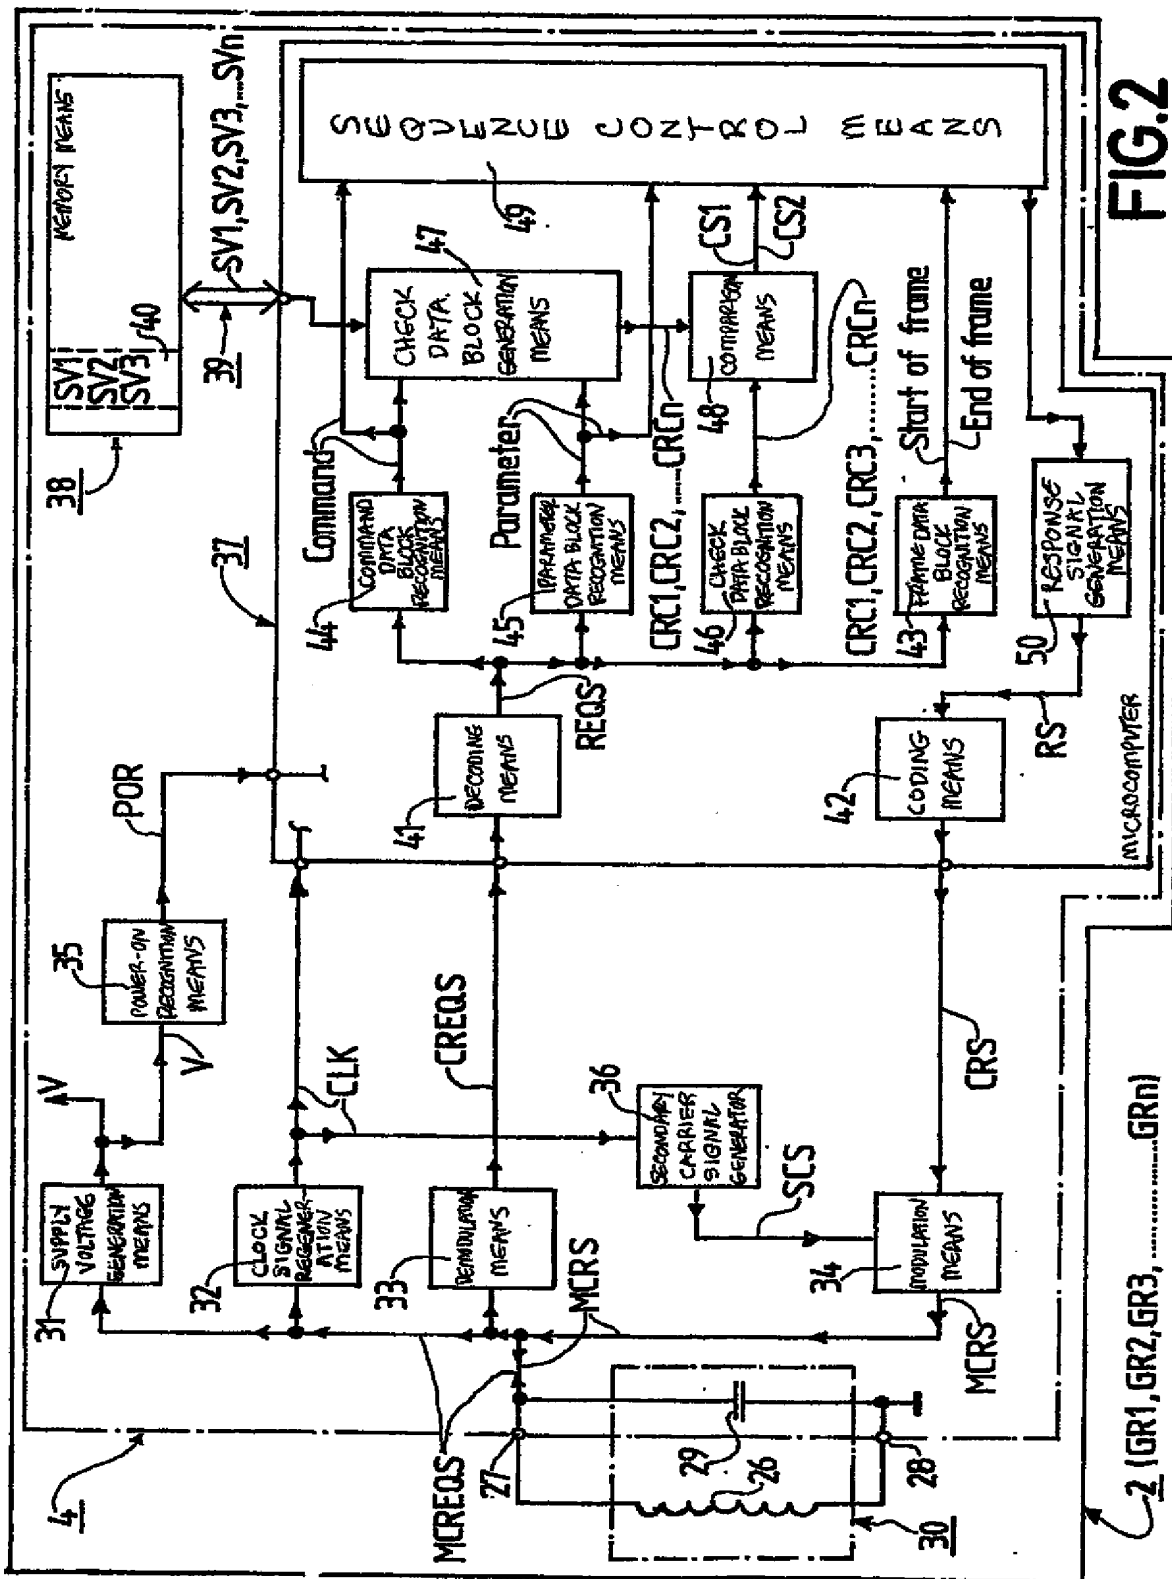 FIG.2
2 (GR1,GR2,GR3,..............GRn)
4
MCREQS
27
29
26
28
30
31
SUPPLY
VOLTAGE
GENERATION
MEANS
V
V
35
POWER-ON
RECOGNITION
MEANS
POR
32
CLOCK
SIGNAL
REGENER
ATION
MEANS
CLK
33
DEMODULATION
MEANS
MCRS
CREQS
36
SECONDARY
CARRIER
SIGNAL
GENERATOR
SCS
34
MODULATION
MEANS
MCRS
CRS
37
38
MEMORY MEANS
SV1
SV2
SV3
40
39
SV1,SV2,SV3,....SVn
41
DECODING
MEANS
REQS
42
CODING
MEANS
RS
MICROCOMPUTER
44
COMMAND
DATA
BLOCK
RECOGNITION
MEANS
Command
45
PARAMETER
DATA BLOCK
RECOGNITION
MEANS
Parameter
46
CHECK
DATA BLOCK
RECOGNITION
MEANS
CRC1,CRC2,........CRCn
CRC1,CRC2,CRC3,..........CRCn
43
FRAME DATA
BLOCK
RECOGNITION
MEANS
Start of frame
End of frame
47
CHECK
DATA
BLOCK
GENERATION
MEANS
48
COMPARISON
MEANS
CS1
CS2
49
SEQUENCE CONTROL MEANS
50
RESPONSE
SIGNAL
GENERATION
MEANS